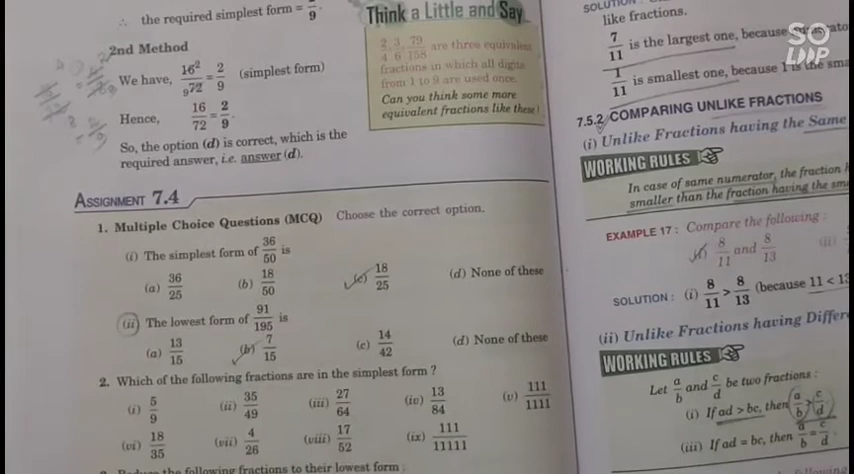 ∴ the required simplest form = /9.
2nd Method
We have, 16²/₉72 = 2/9 (simplest form)
Hence, 16/72 = 2/9.
So, the option (d) is correct, which is the
required answer, i.e. answer (d).
Think a Little and Say
2/4, 3/6, 79/158 are three equivalent
fractions in which all digits
from 1 to 9 are used once.
Can you think some more
equivalent fractions like these!
ASSIGNMENT 7.4
1. Multiple Choice Questions (MCQ) Choose the correct option.
(i) The simplest form of 36/50 is
(a) 36/25 (b) 18/50 (c) 18/25 (d) None of these
(ii) The lowest form of 91/195 is
(a) 13/15 (b) 7/15 (c) 14/42 (d) None of these
2. Which of the following fractions are in the simplest form ?
(i) 5/9 (ii) 35/49 (iii) 27/64 (iv) 13/84 (v) 111/1111
(vi) 18/35 (vii) 4/26 (viii) 17/52 (ix) 111/11111
the following fractions to their lowest form :
SOLUTION
like fractions.
7/11 is the largest one, because
1/11 is smallest one, because 1 is the
7.5.2 COMPARING UNLIKE FRACTIONS
(i) Unlike Fractions having the Same
WORKING RULES
In case of same numerator, the fraction
smaller than the fraction having the
EXAMPLE 17 : Compare the following :
(i) 8/11 and 8/13 (ii)
SOLUTION : (i) 8/11 > 8/13 (because 11 < 13
(ii) Unlike Fractions having
WORKING RULES
Let a/b and c/d be two fractions :
(i) If ad > bc, then a/b > c/d.
(iii) If ad = bc, then a/b = c/d.